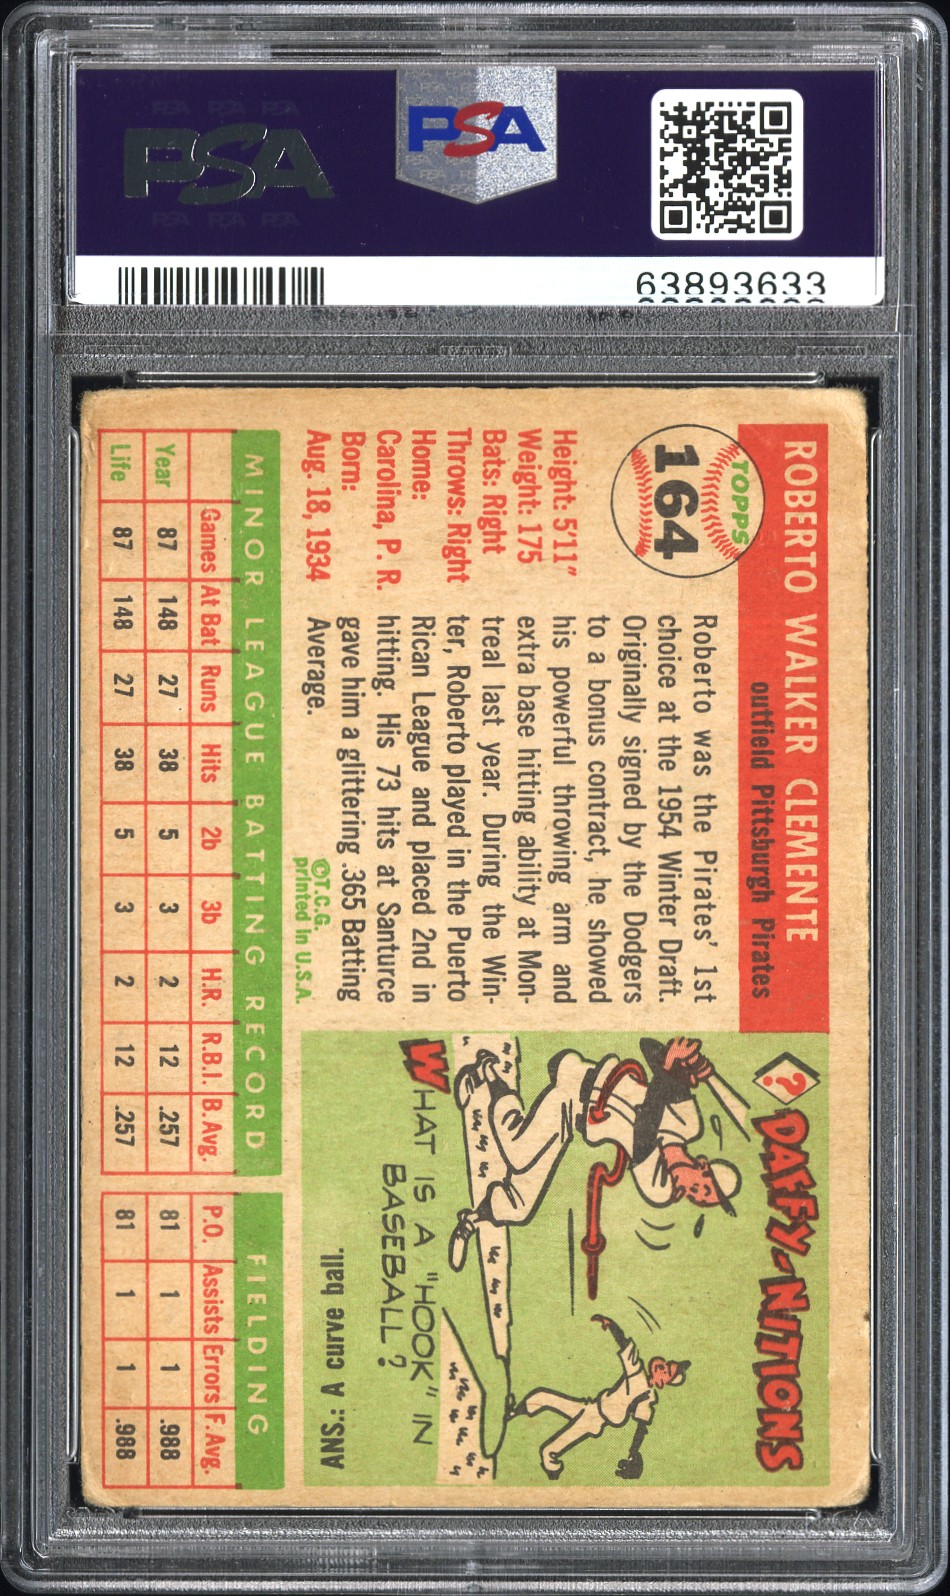 PSA
PSA
63893633
ROBERTO WALKER CLEMENTE
outfield Pittsburgh Pirates
TOPPS
164
Height: 5'11"
Weight: 175
Bats: Right
Throws: Right
Home:
Carolina, P. R.
Born:
Aug. 18, 1934
Roberto was the Pirates' 1st
choice at the 1954 Winter Draft.
Originally signed by the Dodgers
to a bonus contract, he showed
his powerful throwing arm and
extra base hitting ability at Mon-
treal last year. During the Win-
ter, Roberto played in the Puerto
Rican League and placed 2nd in
hitting. His 73 hits at Santurce
gave him a glittering .365 Batting
Average.
©T.C.G.
printed in U.S.A.
? DAFFY-NITIONS
WHAT IS A "HOOK" IN
BASEBALL?
ANS.: A curve ball.
MINOR LEAGUE BATTING RECORD FIELDING
Games At Bat Runs Hits 2b 3b H.R. R.B.I. B. Avg. P.O. Assists Errors F. Avg.
Year 87 148 27 38 5 3 2 12 .257 81 1 1 .988
Life 87 148 27 38 5 3 2 12 .257 81 1 1 .988